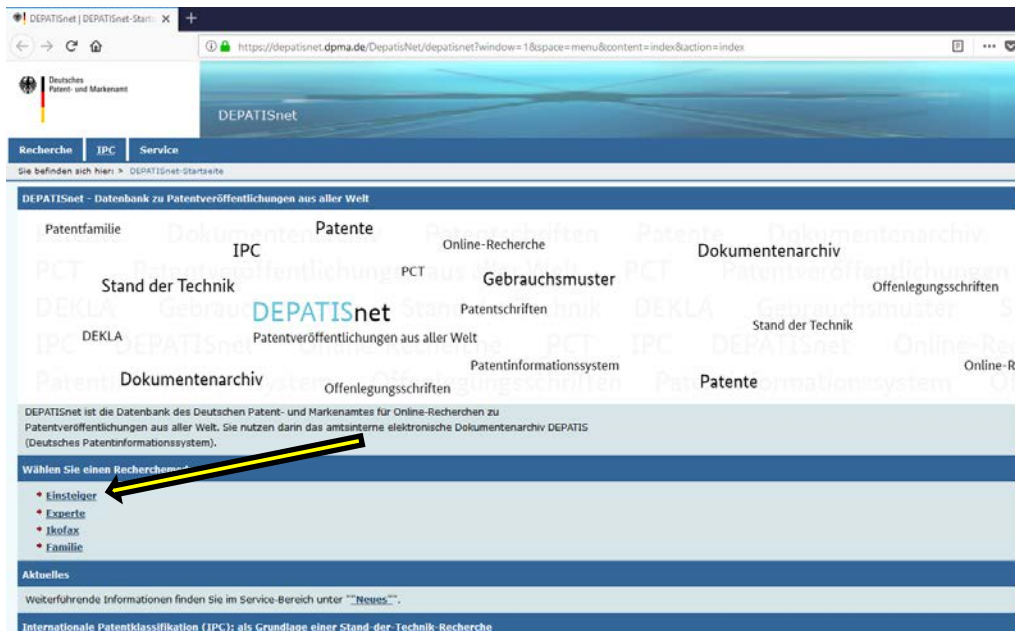 DEPATISnet | DEPATISnet-Starts
https://depatisnet.dpma.de/DepatisNet/depatisnet?window=1&space=menu&content=index&action=index
Deutsches
Patent- und Markenamt
DEPATISnet
Recherche IPC Service
Sie befinden sich hier: > DEPATISnet-Startseite
DEPATISnet - Datenbank zu Patentveröffentlichungen aus aller Welt
Patentfamilie Patente
IPC Online-Recherche Dokumentenarchiv
PCT Gebrauchsmuster
Stand der Technik Offenlegungsschriften
DEPATISnet Patentschriften
Stand der Technik
DEKLA Patentveröffentlichungen aus aller Welt
Patentinformationssystem Online-R
Dokumentenarchiv Offenlegungsschriften Patente
DEPATISnet ist die Datenbank des Deutschen Patent- und Markenamtes für Online-Recherchen zu
Patentveröffentlichungen aus aller Welt. Sie nutzen darin das amtsinterne elektronische Dokumentenarchiv DEPATIS
(Deutsches Patentinformationssystem).
Wählen Sie einen
Einsteiger
Experte
Ikofax
Familie
Aktuelles
Weiterführende Informationen finden Sie im Service-Bereich unter ""Neues"".
Internationale Patentklassifikation (IPC): als Grundlage einer Stand-der-Technik-Recherche